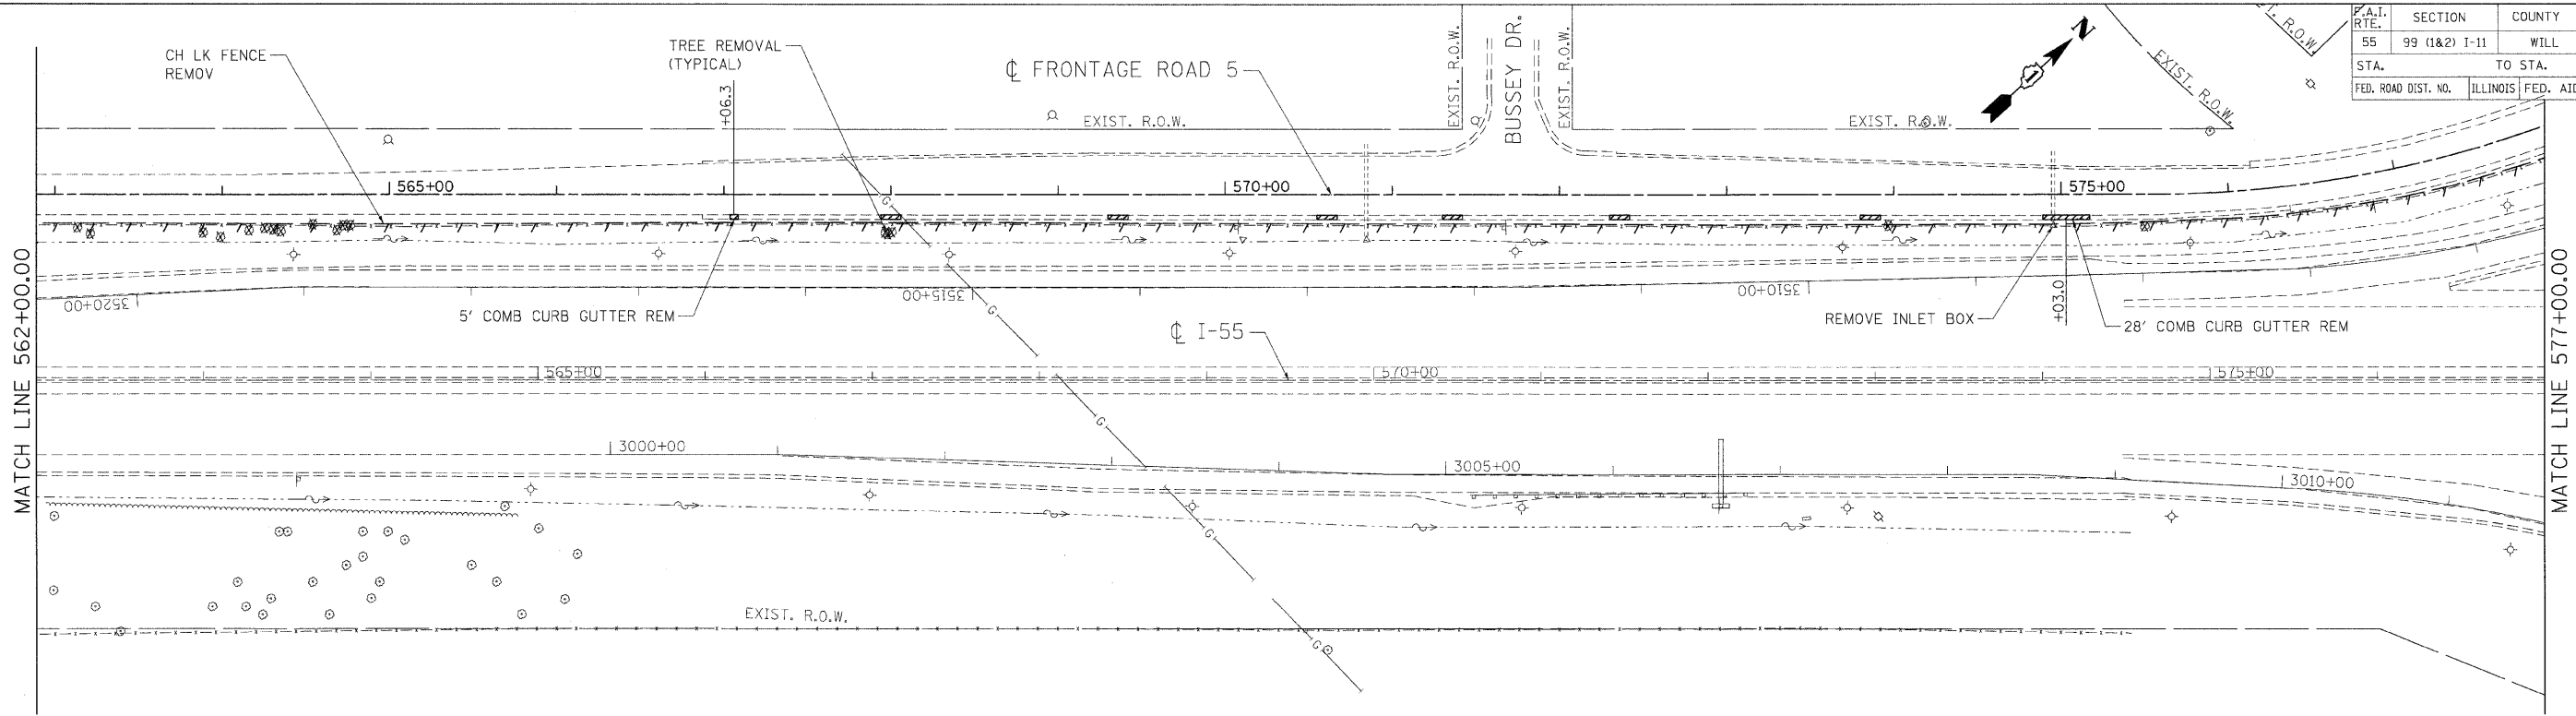 CH LK FENCE
REMOV
TREE REMOVAL
(TYPICAL)
+06.3
℄ FRONTAGE ROAD 5
EXIST. R.O.W.
EXIST. R.O.W.
BUSSEY DR.
EXIST. R.O.W.
EXIST. R.O.W.
N
1
EXIST. R.O.W.
R.O.W.
F.A.I.
RTE.
SECTION
COUNTY
55
99 (1&2) I-11
WILL
STA.
TO STA.
FED. ROAD DIST. NO.
ILLINOIS
FED. AID
565+00
570+00
575+00
G
MATCH LINE 562+00.00
3520+00
3515+00
3510+00
5' COMB CURB GUTTER REM
G
REMOVE INLET BOX
+03.0
28' COMB CURB GUTTER REM
℄ I-55
565+00
570+00
575+00
G
3000+00
3005+00
3010+00
G
EXIST. R.O.W.
G
MATCH LINE 577+00.00